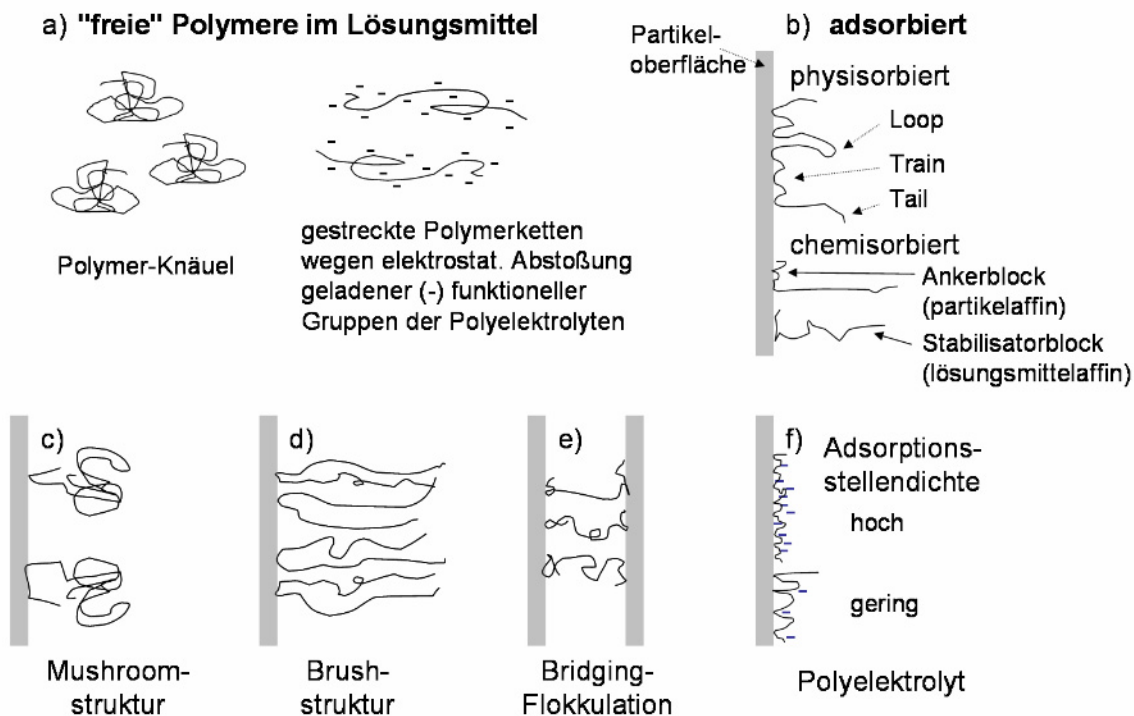 a) "freie" Polymere im Lösungsmittel
Polymer-Knäuel
gestreckte Polymerketten
wegen elektrostat. Abstoßung
geladener (-) funktioneller
Gruppen der Polyelektrolyten
Partikel-
oberfläche
b) adsorbiert
physisorbiert
Loop
Train
Tail
chemisorbiert
Ankerblock
(partikelaffin)
Stabilisatorblock
(lösungsmittelaffin)
c)
Mushroom-
struktur
d)
Brush-
struktur
e)
Bridging-
Flokkulation
f) Adsorptions-
stellendichte
hoch
gering
Polyelektrolyt